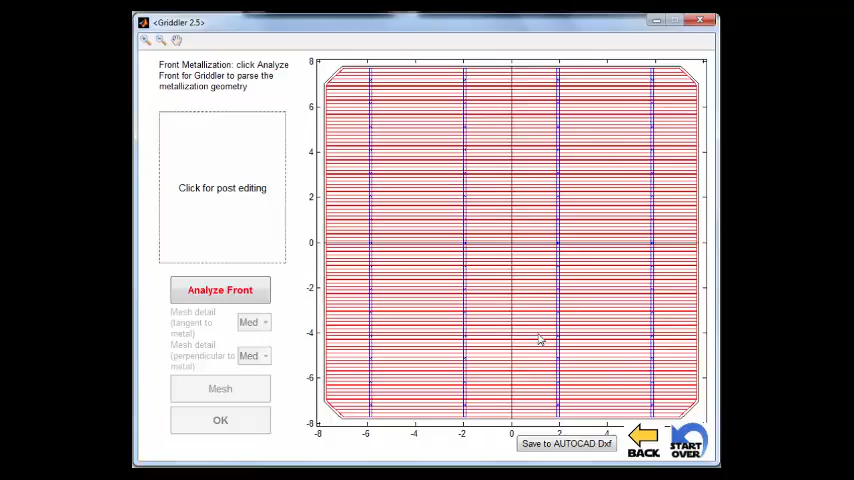 <Griddler 2.5>
Front Metallization: click Analyze
Front for Griddler to parse the
metallization geometry
Click for post editing
Analyze Front
Mesh detail
(tangent to
metal)
Med
Mesh detail
(perpendicular to
metal)
Med
Mesh
OK
8
6
4
2
0
-2
-4
-6
-8
-8
-6
-4
-2
0
2
4
Save to AUTOCAD Dxf
BACK
START
OVER